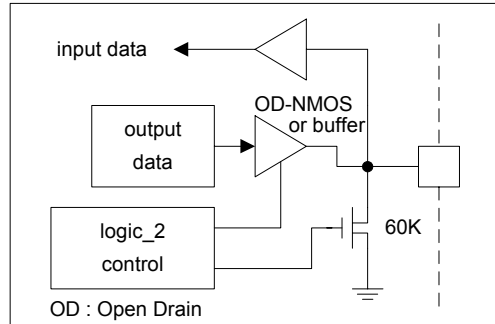 input data
OD-NMOS
or buffer
output
data
logic_2
control
60K
OD : Open Drain